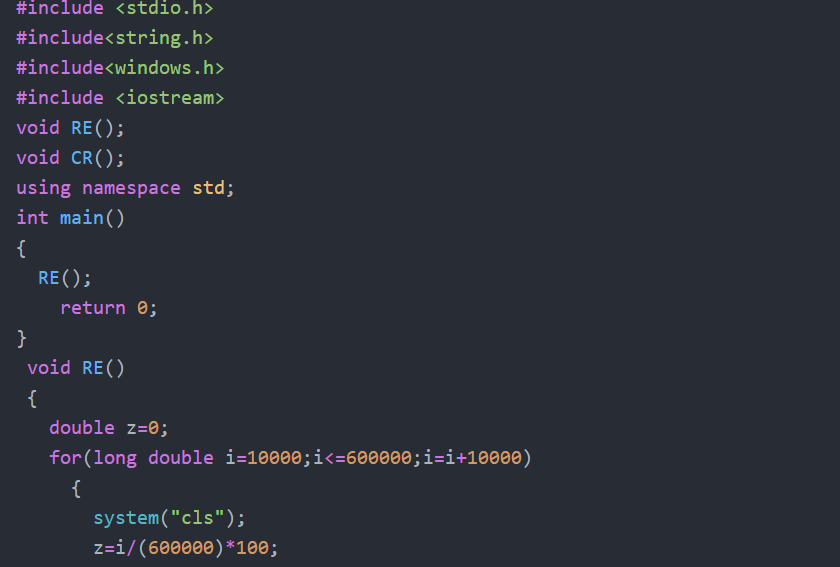 #include <stdio.h>
#include<string.h>
#include<windows.h>
#include <iostream>
void RE();
void CR();
using namespace std;
int main()
{
  RE();
    return 0;
}
 void RE()
 {
   double z=0;
   for(long double i=10000;i<=600000;i=i+10000)
     {
       system("cls");
       z=i/(600000)*100;